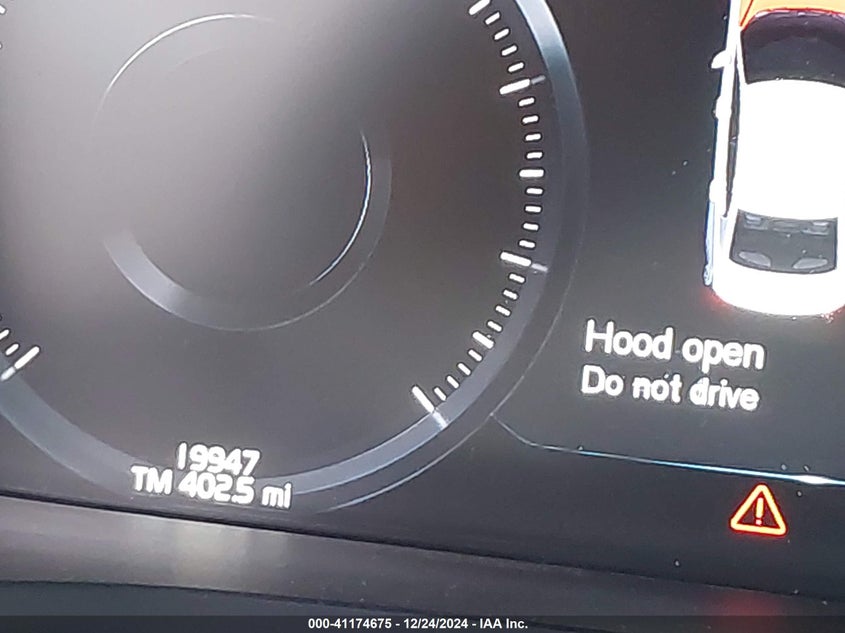 Hood open
Do not drive
19947
TM 402.5 mi
000-41174675 - 12/24/2024 - IAA Inc.